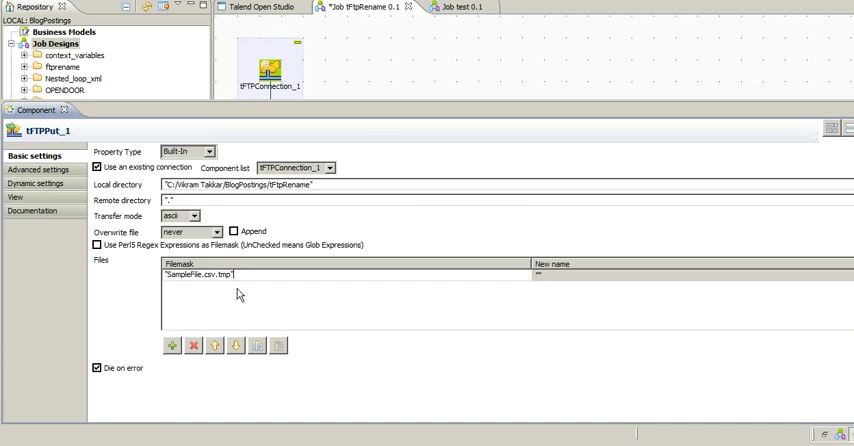 Repository
Talend Open Studio
*Job tFtpRename 0.1
Job test 0.1
LOCAL: BlogPostings
Business Models
Job Designs
context_variables
ftprename
Nested_loop_xml
OPENDOOR
tFTPConnection_1
Component
tFTPPut_1
Basic settings
Advanced settings
Dynamic settings
View
Documentation
Property Type Built-In
Use an existing connection Component list tFTPConnection_1
Local directory "C:/Vikram Takkar/BlogPostings/tFtpRename"
Remote directory "."
Transfer mode ascii
Overwrite file never Append
Use Perl5 Regex Expressions as Filemask (UnChecked means Glob Expressions)
Files Filemask New name
"SampleFile.csv.tmp" ""
Die on error